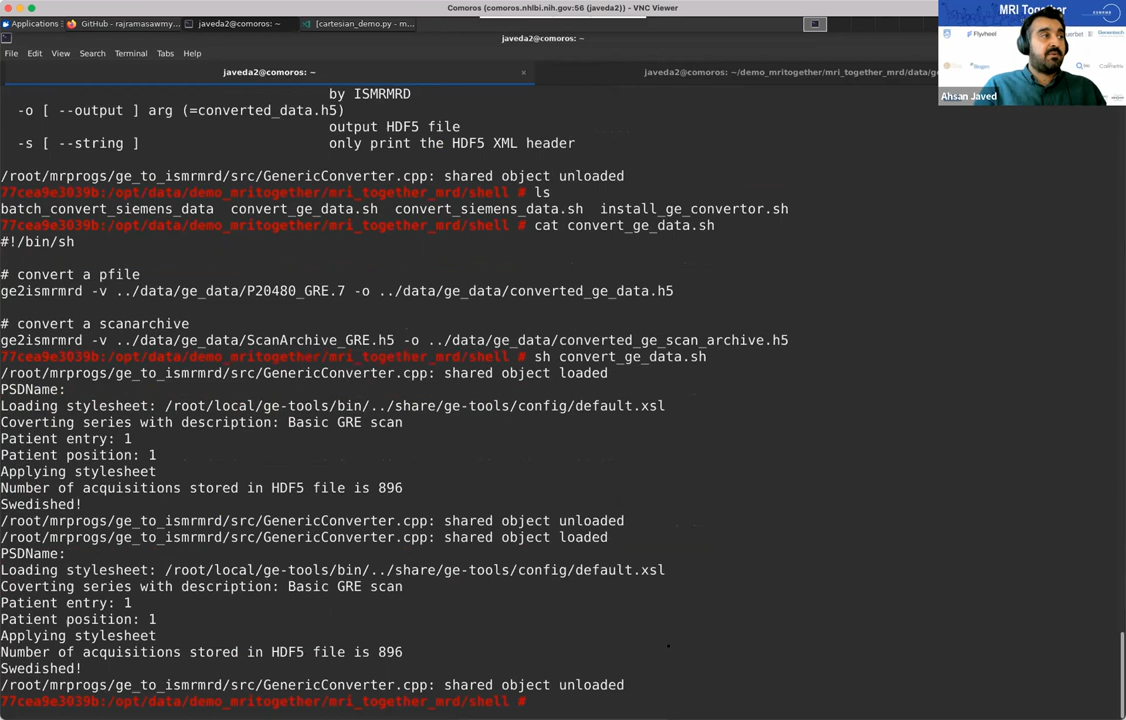 Comoros (comoros.nhlbi.nih.gov:56 (javeda2)) - VNC Viewer
Applications
GitHub - rajramasawmy...
javeda2@comoros: ~
[cartesian_demo.py - m...
javeda2@comoros: ~
File Edit View Search Terminal Tabs Help
javeda2@comoros: ~ ×
javeda2@comoros: ~/demo_mritogether/mri_together_mrd/data/ge
MRI Together
Flywheel
Ahsan Javed
by ISMRMRD
-o [ --output ] arg (=converted_data.h5)
output HDF5 file
-s [ --string ] only print the HDF5 XML header
/root/mrprogs/ge_to_ismrmrd/src/GenericConverter.cpp: shared object unloaded
77cea9e3039b:/opt/data/demo_mritogether/mri_together_mrd/shell # ls
batch_convert_siemens_data convert_ge_data.sh convert_siemens_data.sh install_ge_convertor.sh
77cea9e3039b:/opt/data/demo_mritogether/mri_together_mrd/shell # cat convert_ge_data.sh
#!/bin/sh
# convert a pfile
ge2ismrmrd -v ../data/ge_data/P20480_GRE.7 -o ../data/ge_data/converted_ge_data.h5
# convert a scanarchive
ge2ismrmrd -v ../data/ge_data/ScanArchive_GRE.h5 -o ../data/ge_data/converted_ge_scan_archive.h5
77cea9e3039b:/opt/data/demo_mritogether/mri_together_mrd/shell # sh convert_ge_data.sh
/root/mrprogs/ge_to_ismrmrd/src/GenericConverter.cpp: shared object loaded
PSDName:
Loading stylesheet: /root/local/ge-tools/bin/../share/ge-tools/config/default.xsl
Coverting series with description: Basic GRE scan
Patient entry: 1
Patient position: 1
Applying stylesheet
Number of acquisitions stored in HDF5 file is 896
Swedished!
/root/mrprogs/ge_to_ismrmrd/src/GenericConverter.cpp: shared object unloaded
/root/mrprogs/ge_to_ismrmrd/src/GenericConverter.cpp: shared object loaded
PSDName:
Loading stylesheet: /root/local/ge-tools/bin/../share/ge-tools/config/default.xsl
Coverting series with description: Basic GRE scan
Patient entry: 1
Patient position: 1
Applying stylesheet
Number of acquisitions stored in HDF5 file is 896
Swedished!
/root/mrprogs/ge_to_ismrmrd/src/GenericConverter.cpp: shared object unloaded
77cea9e3039b:/opt/data/demo_mritogether/mri_together_mrd/shell #